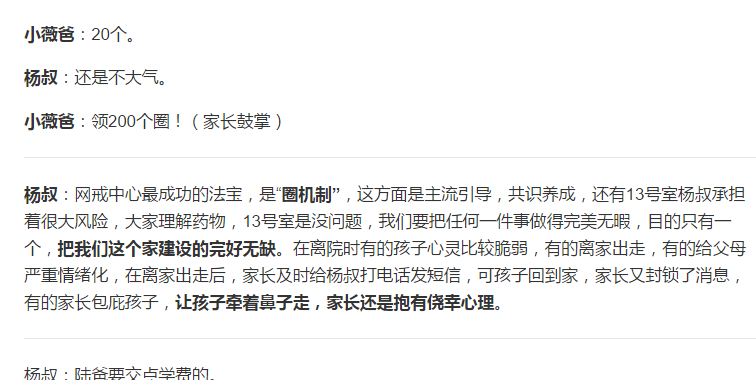 小薇爸：20个。
杨叔：还是不大气。
小薇爸：领200个圈！（家长鼓掌）
杨叔：网戒中心最成功的法宝，是“圈机制”，这方面是主流引导，共识养成，还有13号室杨叔承担
着很大风险，大家理解药物，13号室是没问题，我们要把任何一件事做得完美无暇，目的只有一
个，把我们这个家建设的完好无缺。在离院时有的孩子心灵比较脆弱，有的离家出走，有的给父母
严重情绪化，在离家出走后，家长及时给杨叔打电话发短信，可孩子回到家，家长又封锁了消息，
有的家长包庇孩子，让孩子牵着鼻子走，家长还是抱有侥幸心理。
杨叔：陆爸要交点学费的。